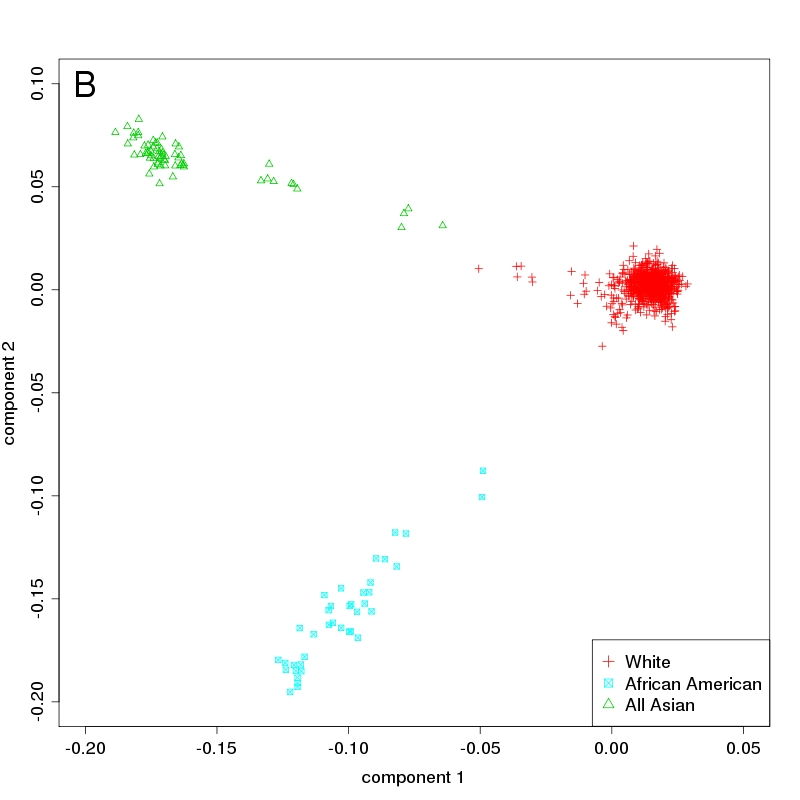 B
0.10
0.05
0.00
-0.05
-0.10
-0.15
-0.20
component 2
White
African American
All Asian
-0.20 -0.15 -0.10 -0.05 0.00 0.05
component 1